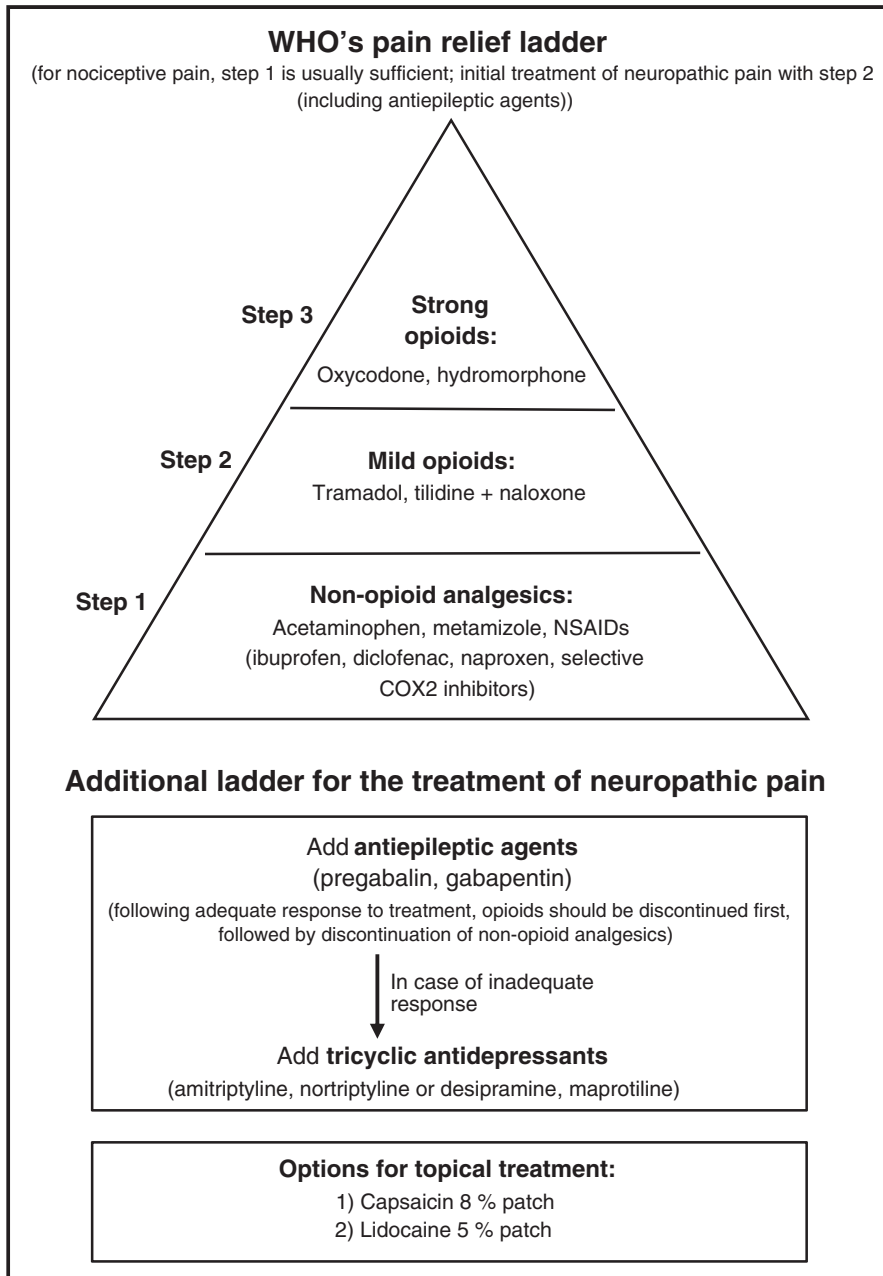 WHO's pain relief ladder
(for nociceptive pain, step 1 is usually sufficient; initial treatment of neuropathic pain with step 2
(including antiepileptic agents))
Step 3
Strong
opioids:
Oxycodone, hydromorphone
Step 2
Mild opioids:
Tramadol, tilidine + naloxone
Step 1
Non-opioid analgesics:
Acetaminophen, metamizole, NSAIDs
(ibuprofen, diclofenac, naproxen, selective
COX2 inhibitors)
Additional ladder for the treatment of neuropathic pain
Add antiepileptic agents
(pregabalin, gabapentin)
(following adequate response to treatment, opioids should be discontinued first,
followed by discontinuation of non-opioid analgesics)
In case of inadequate
response
Add tricyclic antidepressants
(amitriptyline, nortriptyline or desipramine, maprotiline)
Options for topical treatment:
1) Capsaicin 8 % patch
2) Lidocaine 5 % patch